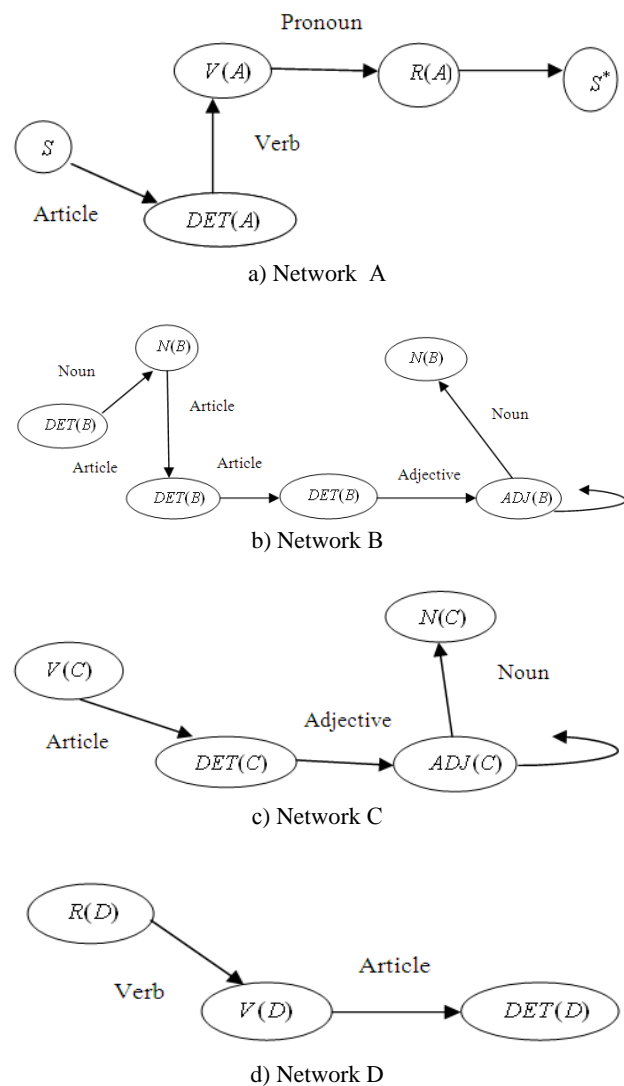 Pronoun
V(A)
R(A)
S*
S
Verb
Article
DET(A)
a) Network A
N(B)
N(B)
Noun
Article
Noun
DET(B)
Article
Article
Adjective
DET(B)
DET(B)
ADJ(B)
b) Network B
N(C)
V(C)
Noun
Adjective
Article
DET(C)
ADJ(C)
c) Network C
R(D)
Article
Verb
V(D)
DET(D)
d) Network D